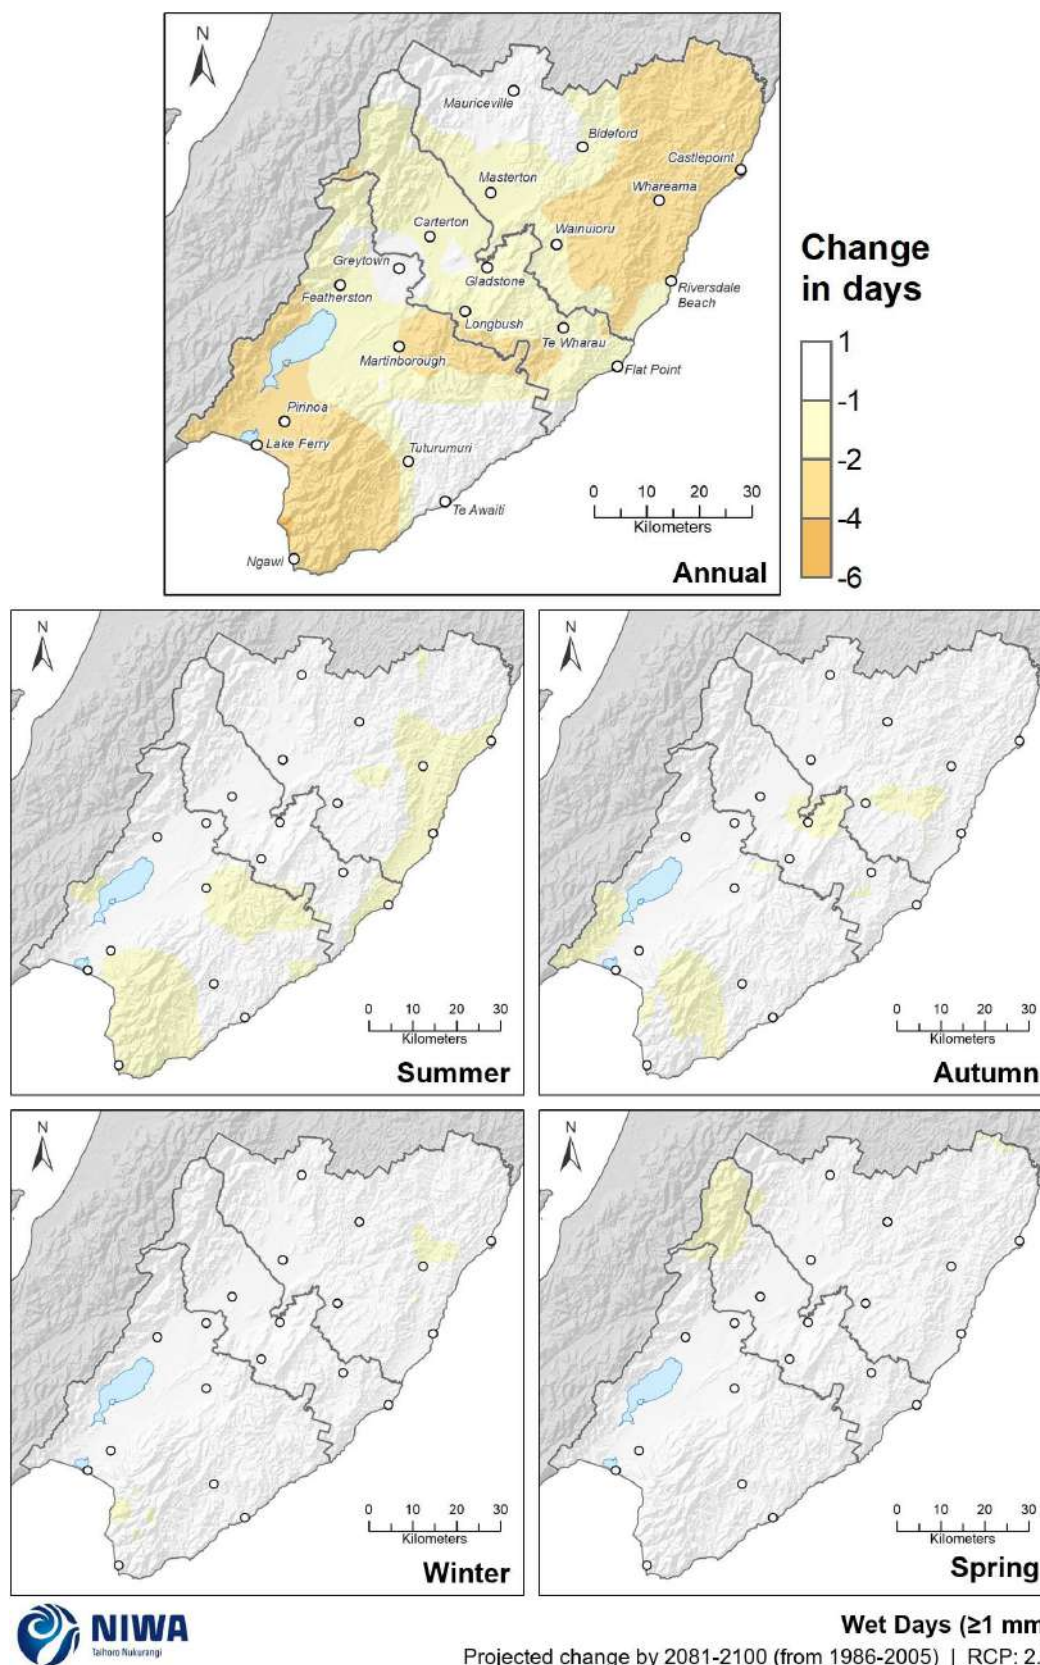 N
Mauriceville
Bideford
Castlepoint
Masterton
Whareama
Carterton
Wainuioru
Greytown
Gladstone
Featherston
Riversdale
Beach
Longbush
Te Wharau
Martinborough
Flat Point
Pirinoa
Lake Ferry
Tuturumuri
Te Awaiti
Ngawi
0 10 20 30
Kilometers
Annual
Change
in days
1
-1
-2
-4
-6
N
0 10 20 30
Kilometers
Summer
N
0 10 20 30
Kilometers
Autumn
N
0 10 20 30
Kilometers
Winter
N
0 10 20 30
Kilometers
Spring
NIWA
Taihoro Nukurangi
Wet Days (≥1 mm
Projected change by 2081-2100 (from 1986-2005) | RCP: 2.